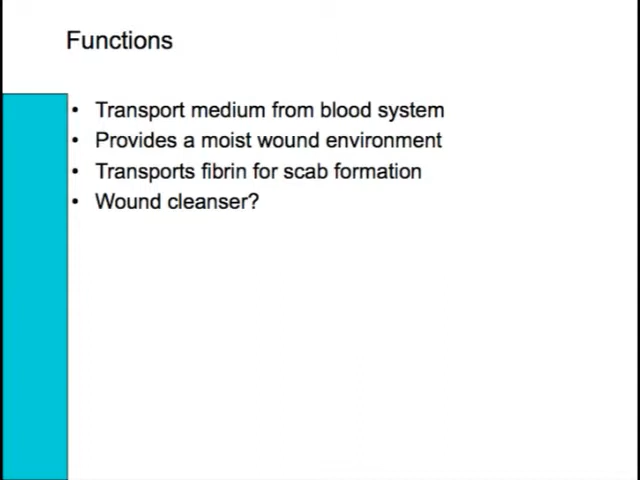 Functions
• Transport medium from blood system
• Provides a moist wound environment
• Transports fibrin for scab formation
• Wound cleanser?